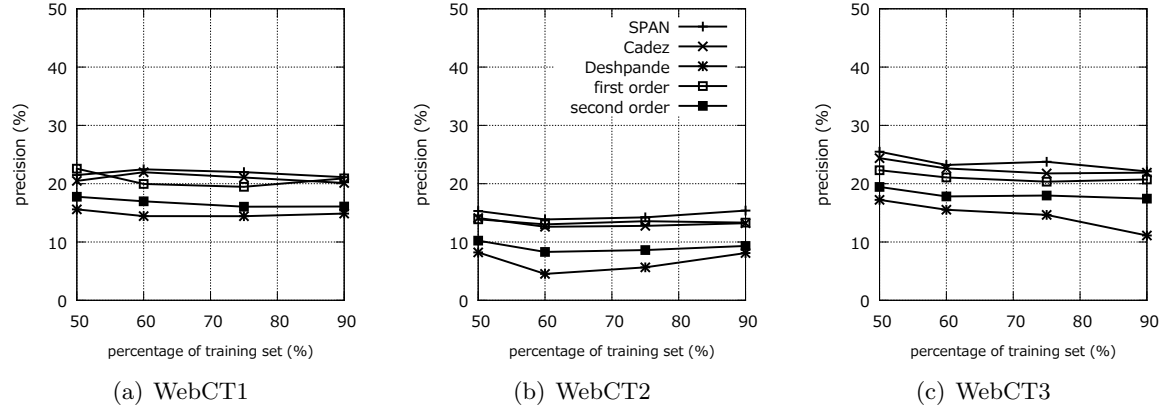 50
40
30
20
10
0
precision (%)
50 60 70 80 90
percentage of training set (%)
(a) WebCT1
50
40
30
20
10
0
precision (%)
SPAN
Cadez
Deshpande
first order
second order
50 60 70 80 90
percentage of training set (%)
(b) WebCT2
50
40
30
20
10
0
precision (%)
50 60 70 80 90
percentage of training set (%)
(c) WebCT3